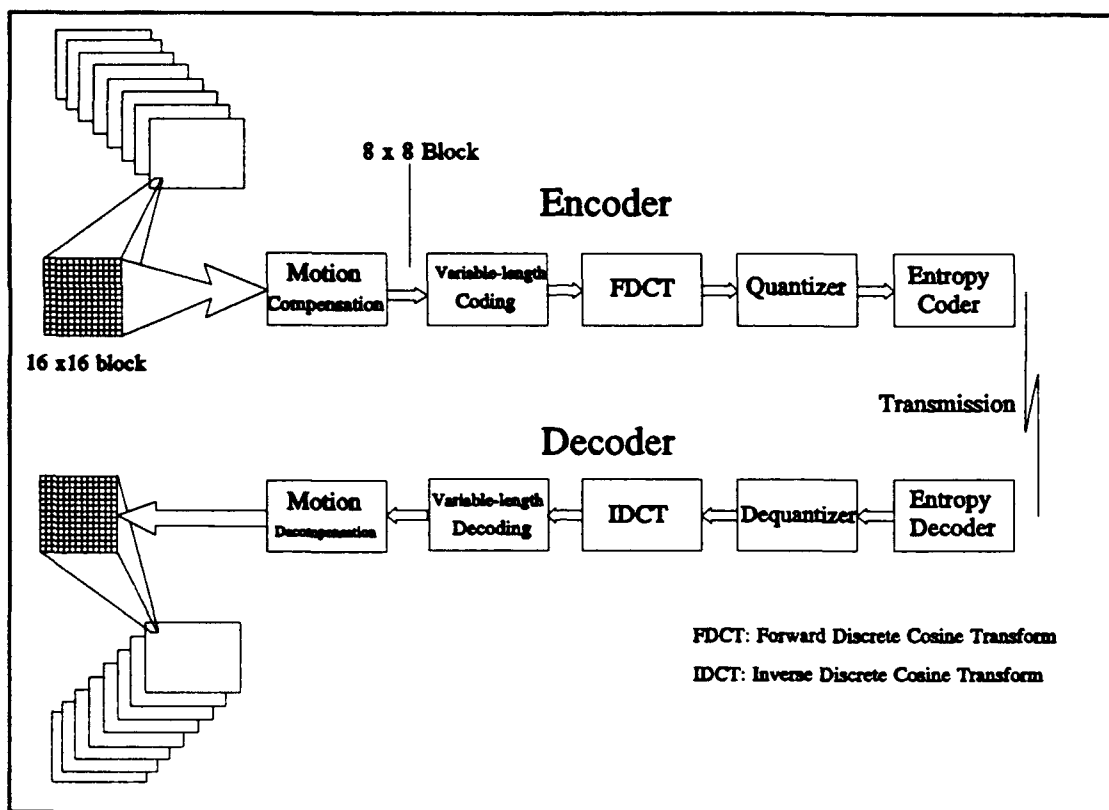 8 x 8 Block
Encoder
Motion
Compensation
Variable-length
Coding
FDCT
Quantizer
Entropy
Coder
16 x16 block
Transmission
Decoder
Motion
Decompensation
Variable-length
Decoding
IDCT
Dequantizer
Entropy
Decoder
FDCT: Forward Discrete Cosine Transform
IDCT: Inverse Discrete Cosine Transform